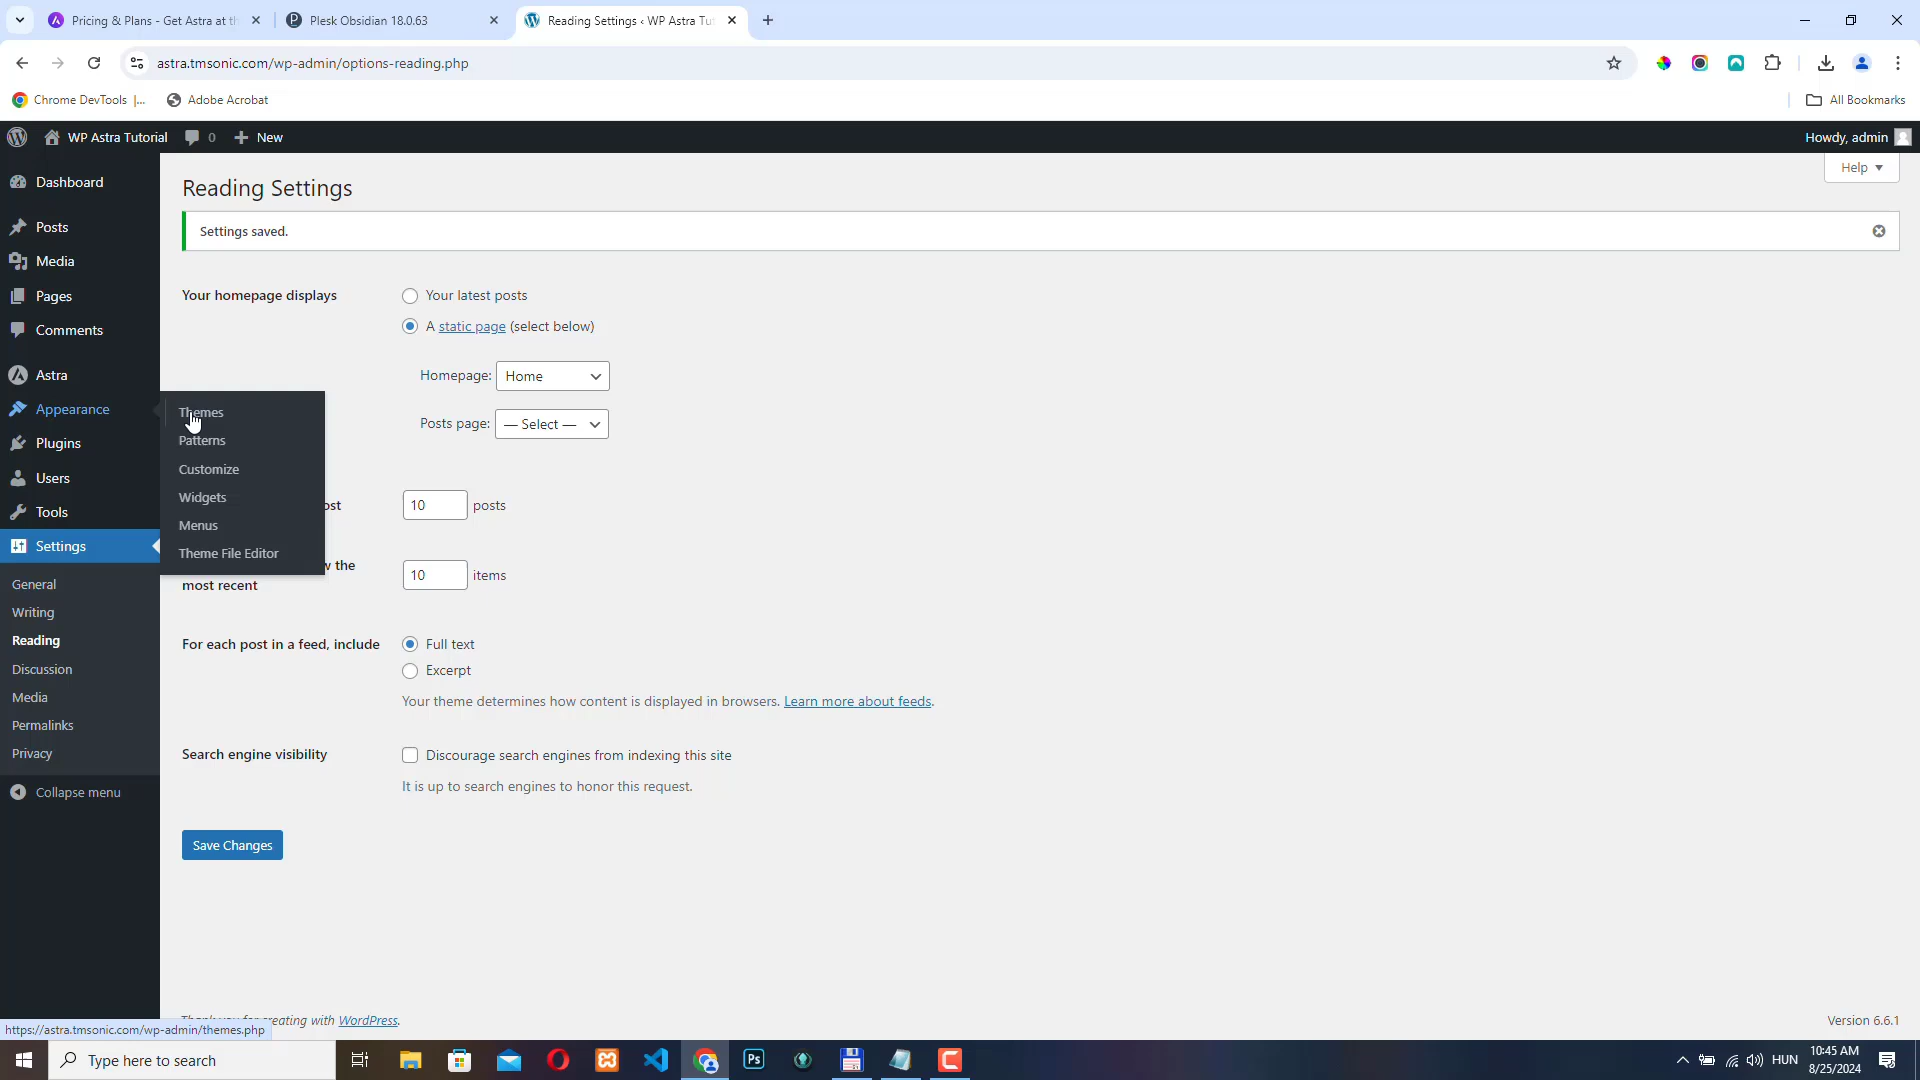 Pricing & Plans - Get Astra at th
Plesk Obsidian 18.0.63
Reading Settings ‹ WP Astra Tut
astra.tmsonic.com/wp-admin/options-reading.php
Chrome DevTools |...
Adobe Acrobat
All Bookmarks
WP Astra Tutorial
0
New
Howdy, admin
Help
Dashboard
Posts
Media
Pages
Comments
Astra
Appearance
Plugins
Users
Tools
Settings
General
Writing
Reading
Discussion
Media
Permalinks
Privacy
Collapse menu
Themes
Patterns
Customize
Widgets
Menus
Theme File Editor
Reading Settings
Settings saved.
Your homepage displays
Your latest posts
A static page (select below)
Homepage: Home
Posts page: — Select —
ost
10 posts
w the
most recent
10 items
For each post in a feed, include
Full text
Excerpt
Your theme determines how content is displayed in browsers. Learn more about feeds.
Search engine visibility
Discourage search engines from indexing this site
It is up to search engines to honor this request.
Save Changes
Thank you for creating with WordPress.
Version 6.6.1
https://astra.tmsonic.com/wp-admin/themes.php
Type here to search
Ps
HUN
10:45 AM
8/25/2024